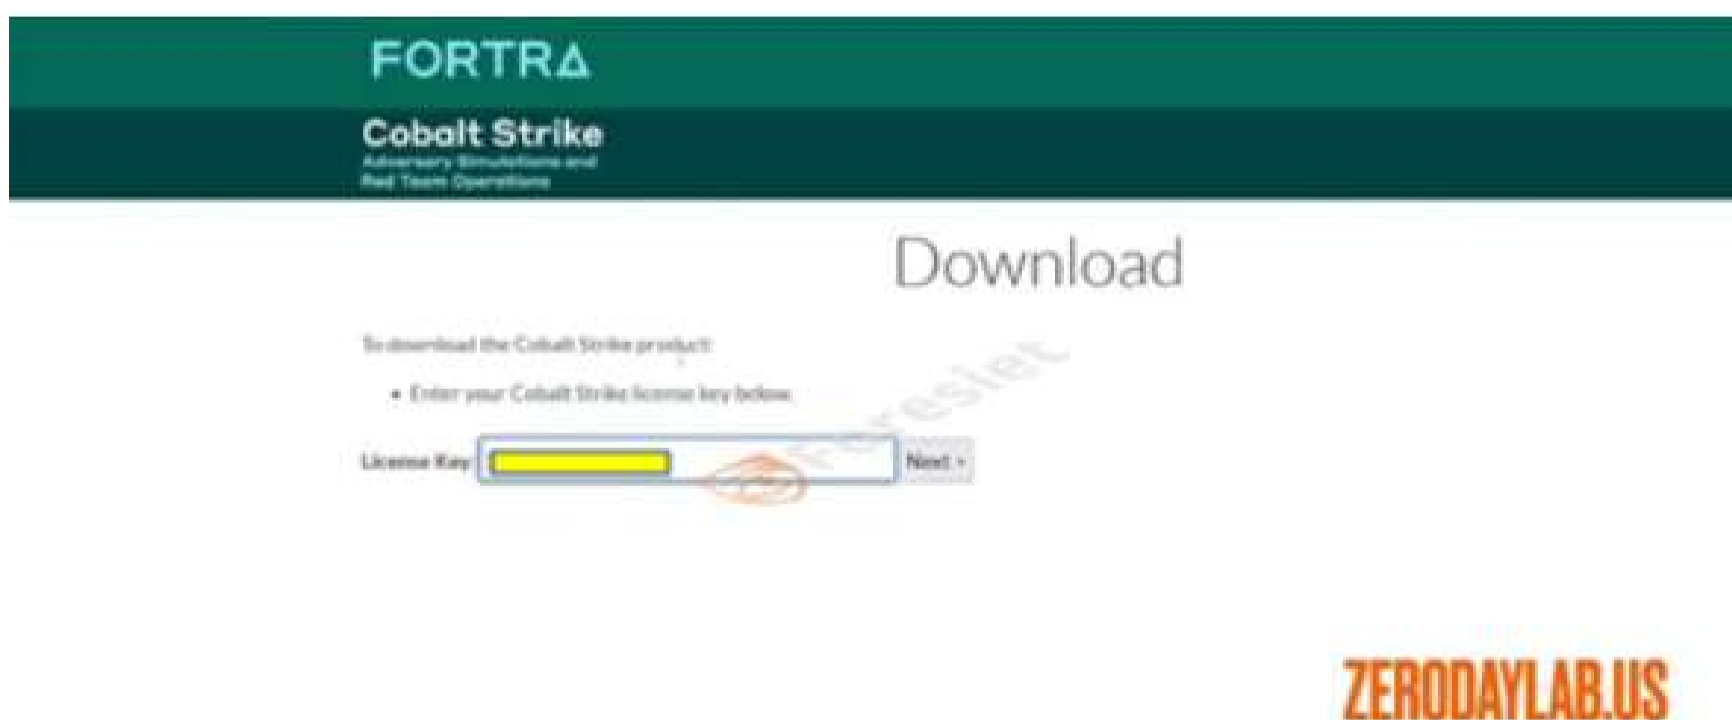 FORTRA
Cobalt Strike
Adversary Simulations and
Red Team Operations
Download
To download the Cobalt Strike product:
• Enter your Cobalt Strike license key below.
License Key
Next ›
Foresiet
ZERODAYLAB.US